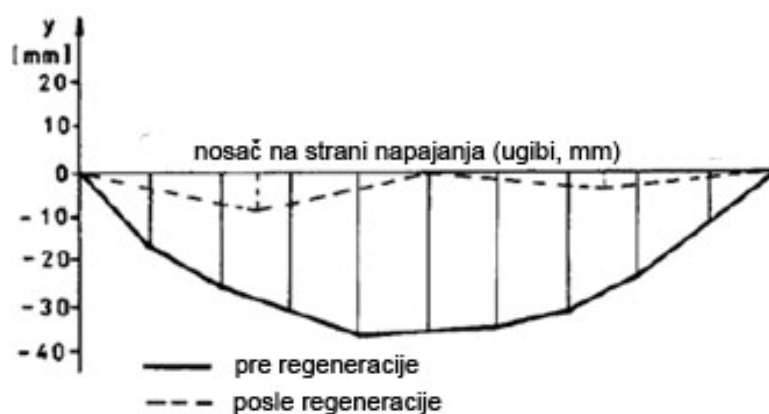 y
[mm]
20
10
nosač na strani napajanja (ugibi, mm)
0
-10
-20
-30
-40
pre regeneracije
posle regeneracije